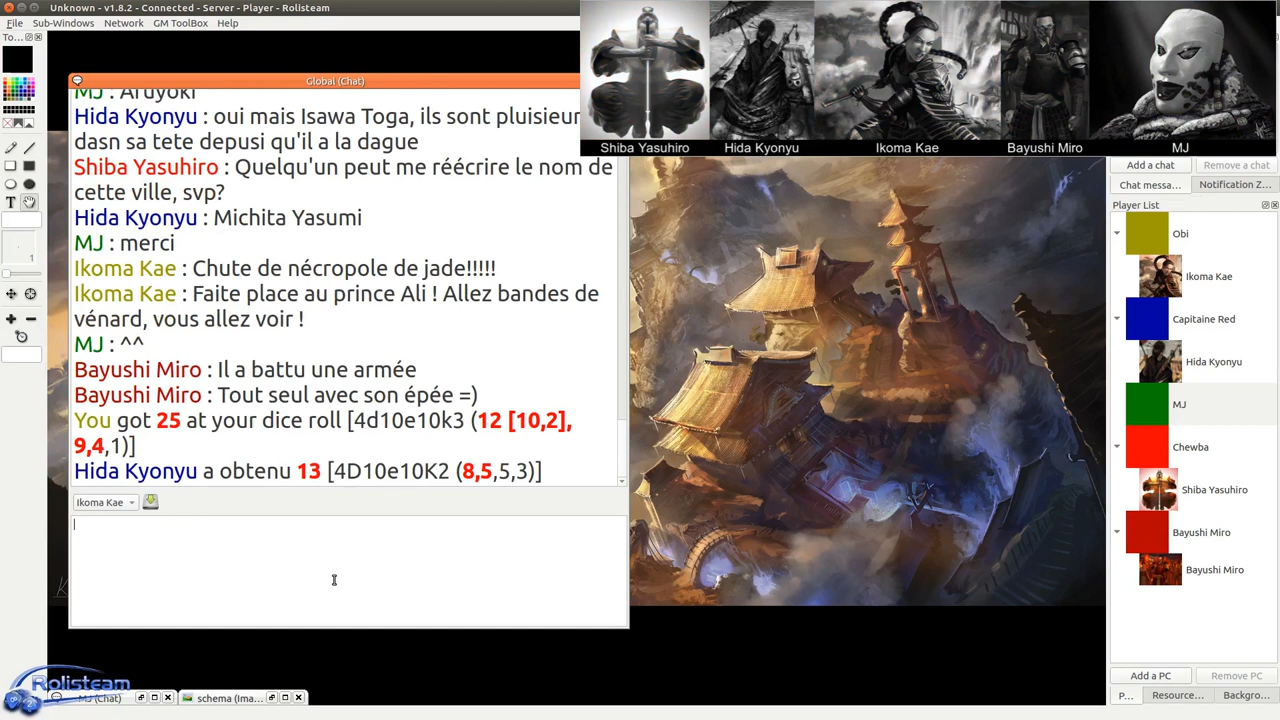 Unknown - v1.8.2 - Connected - Server - Player - Rolisteam
File Sub-Windows Network GM ToolBox Help
To...
Global (Chat)
MJ : Aruyoki
Hida Kyonyu : oui mais Isawa Toga, ils sont pluisieur
dasn sa tete depusi qu'il a la dague
Shiba Yasuhiro : Quelqu'un peut me réécrire le nom de
cette ville, svp?
Hida Kyonyu : Michita Yasumi
MJ : merci
Ikoma Kae : Chute de nécropole de jade!!!!!
Ikoma Kae : Faite place au prince Ali ! Allez bandes de
vénard, vous allez voir !
MJ : ^^
Bayushi Miro : Il a battu une armée
Bayushi Miro : Tout seul avec son épée =)
You got 25 at your dice roll [4d10e10k3 (12 [10,2],
9,4,1)]
Hida Kyonyu a obtenu 13 [4D10e10K2 (8,5,5,3)]
Ikoma Kae
T
1
Shiba Yasuhiro Hida Kyonyu Ikoma Kae Bayushi Miro MJ
Add a chat Remove a chat
Chat messa... Notification Z...
Player List
Obi
Ikoma Kae
Capitaine Red
Hida Kyonyu
MJ
Chewba
Shiba Yasuhiro
Bayushi Miro
Bayushi Miro
Add a PC Remove PC
P... Resource... Backgro...
Rolisteam
MJ (Chat) schema (Ima...